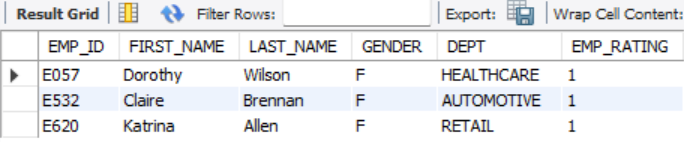 Result Grid Filter Rows: Export: Wrap Cell Content:
EMP_ID FIRST_NAME LAST_NAME GENDER DEPT EMP_RATING
E057 Dorothy Wilson F HEALTHCARE 1
E532 Claire Brennan F AUTOMOTIVE 1
E620 Katrina Allen F RETAIL 1